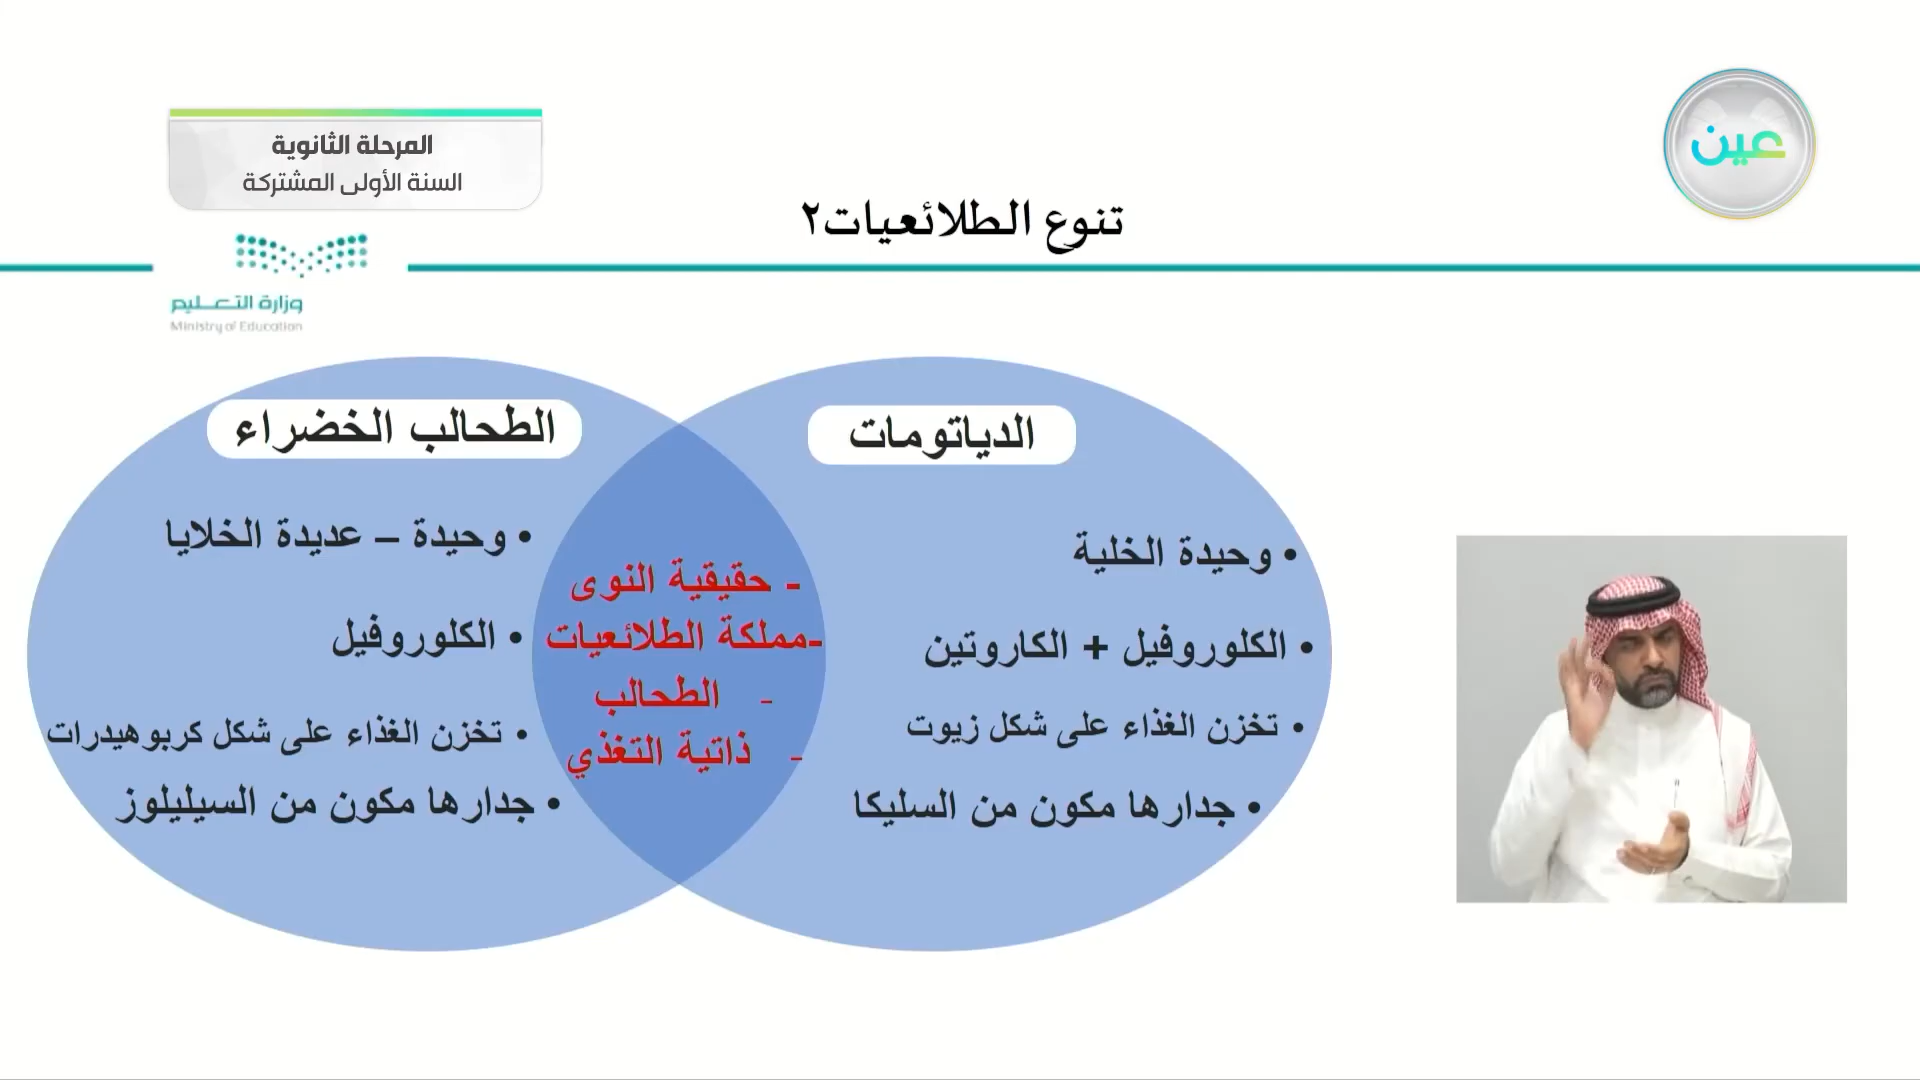 عين
المرحلة الثانوية
السنة الأولى المشتركة
تنوع الطلائعيات٢
وزارة التعليم
Ministry of Education
الدياتومات
• وحيدة الخلية
• الكلوروفيل + الكاروتين
• تخزن الغذاء على شكل زيوت
• جدارها مكون من السليكا
- حقيقية النوى
-مملكة الطلائعيات
- الطحالب
- ذاتية التغذي
الطحالب الخضراء
• وحيدة – عديدة الخلايا
• الكلوروفيل
• تخزن الغذاء على شكل كربوهيدرات
• جدارها مكون من السيليلوز